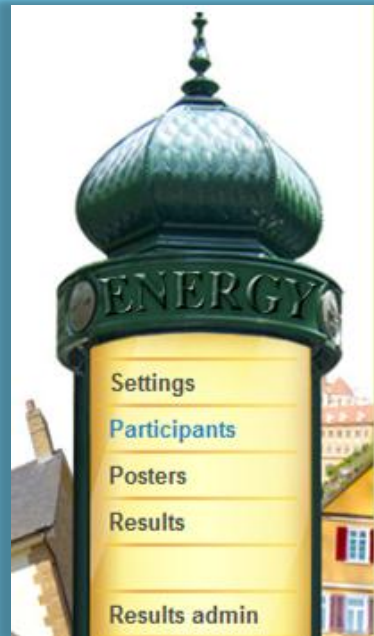 ENERGY
Settings
Participants
Posters
Results
Results admin